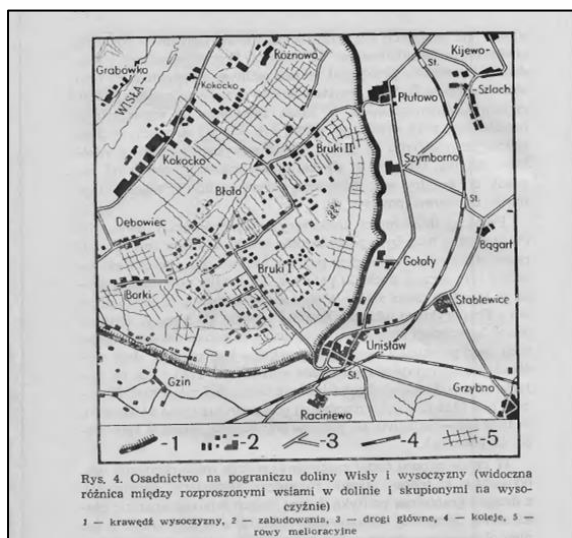 Grabówko
WISŁA
Kokocko
Rożnowo
St.
Kijewo-
-Szlach.
Płutowo
Kokocko
Bruki II
Szymborno
Błoto
St.
Dębowiec
Bągart
Gołoty
Bruki I
Borki
Stablewice
Unisław
Gzin
St.
Grzybno
Raciniewo
-1 -2 -3 -4 -5
Rys. 4. Osadnictwo na pograniczu doliny Wisły i wysoczyzny (widoczna
różnica między rozproszonymi wsiami w dolinie i skupionymi na wyso-
czyźnie)
1 — krawędź wysoczyzny, 2 — zabudowania, 3 — drogi główne, 4 — koleje, 5 —
rowy melioracyjne